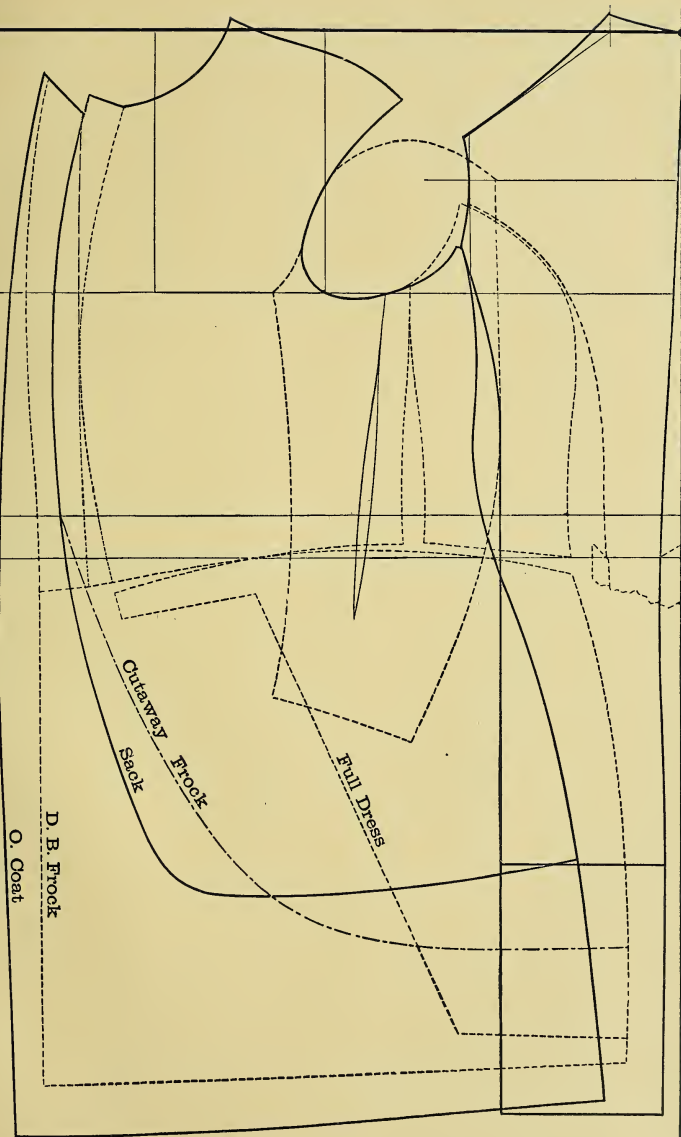 Cutaway Frock
Sack
Full Dress
D. B. Frock
O. Coat